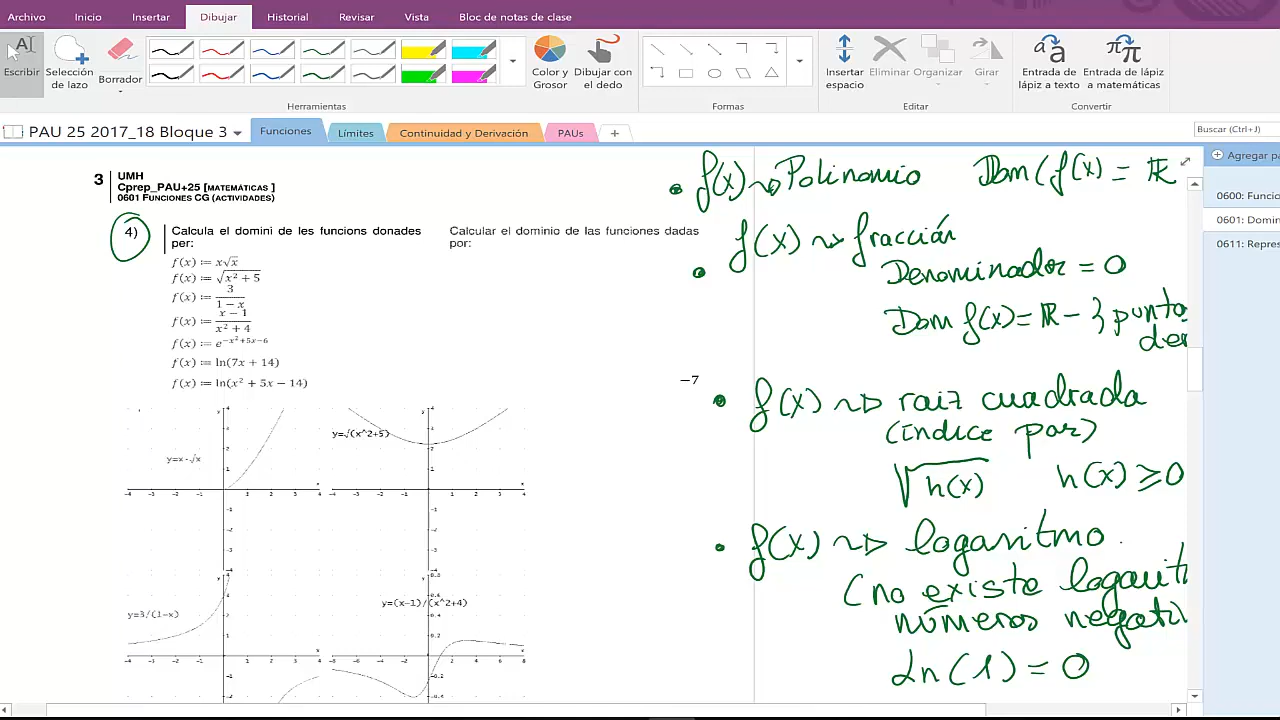 Archivo Inicio Insertar Dibujar Historial Revisar Vista Bloc de notas de clase
Escribir
Selección de lazo
Borrador
Color y Grosor
Dibujar con el dedo
Insertar espacio
Eliminar
Organizar
Girar
Entrada de lápiz a texto
Entrada de lápiz a matemáticas
Herramientas
Formas
Editar
Convertir
PAU 25 2017_18 Bloque 3
Funciones
Límites
Continuidad y Derivación
PAUs
+
Buscar (Ctrl+J)
Agregar pá
0600: Funcio
0601: Domin
0611: Repres
3
UMH
Cprep_PAU+25 [MATEMÁTICAS ]
0601 FUNCIONES CG (ACTIVIDADES)
4)
Calcula el domini de les funcions donades
per:
Calcular el dominio de las funciones dadas
por:
f(x) ≔ x√x
f(x) ≔ √(x² + 5)
f(x) ≔ 3/(1 − x)
f(x) ≔ (x − 1)/(x² + 4)
f(x) ≔ e^(−x²+5x−6)
f(x) ≔ ln(7x + 14)
f(x) ≔ ln(x² + 5x − 14)
−7
y=x·√x
y=√(x^2+5)
y=3/(1-x)
y=(x-1)/(x^2+4)
• f(x) ~> Polinomio Dom(f(x) = ℝ
• f(x) ~> fracción
Denominador = 0
Dom f(x) = ℝ - } punto
de
• f(x) ~> raiz cuadrada
(índice par)
√h(x) h(x) ≥ 0
• f(x) ~> logaritmo
(no existe logarit
números negati
Ln(1) = 0